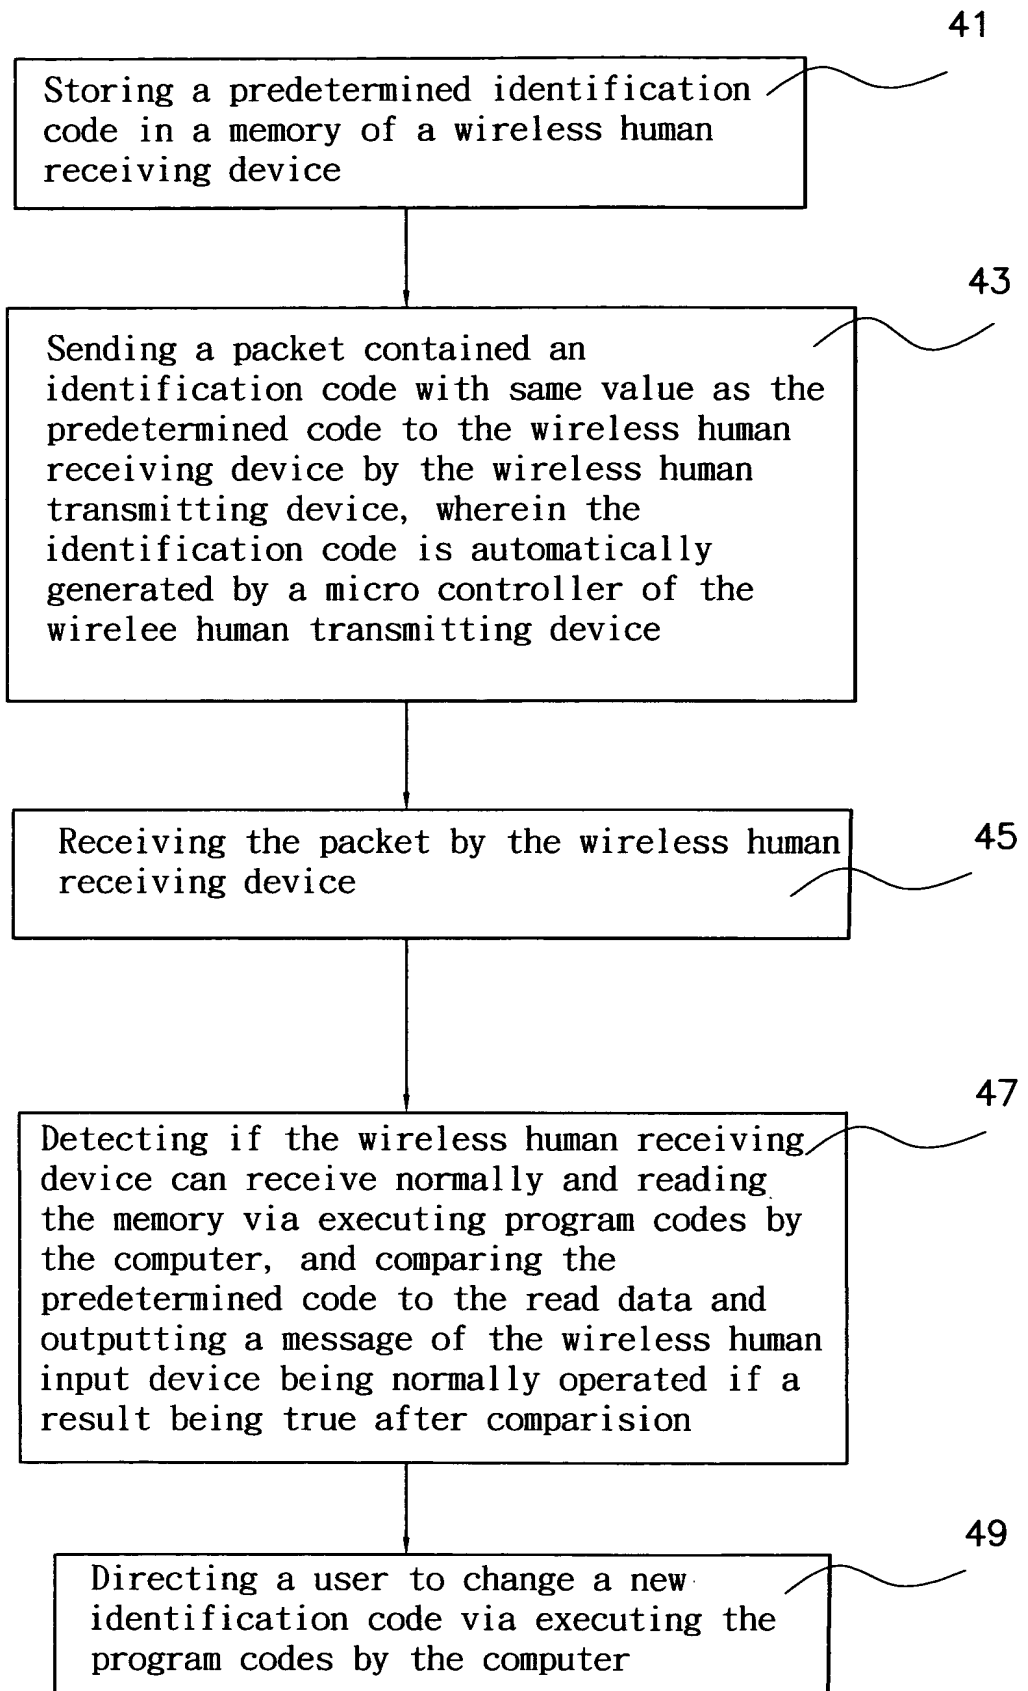 41
Storing a predetermined identification
code in a memory of a wireless human
receiving device
43
Sending a packet contained an
identification code with same value as the
predetermined code to the wireless human
receiving device by the wireless human
transmitting device, wherein the
identification code is automatically
generated by a micro controller of the
wirelee human transmitting device
45
Receiving the packet by the wireless human
receiving device
47
Detecting if the wireless human receiving
device can receive normally and reading
the memory via executing program codes by
the computer, and comparing the
predetermined code to the read data and
outputting a message of the wireless human
input device being normally operated if a
result being true after comparision
49
Directing a user to change a new
identification code via executing the
program codes by the computer